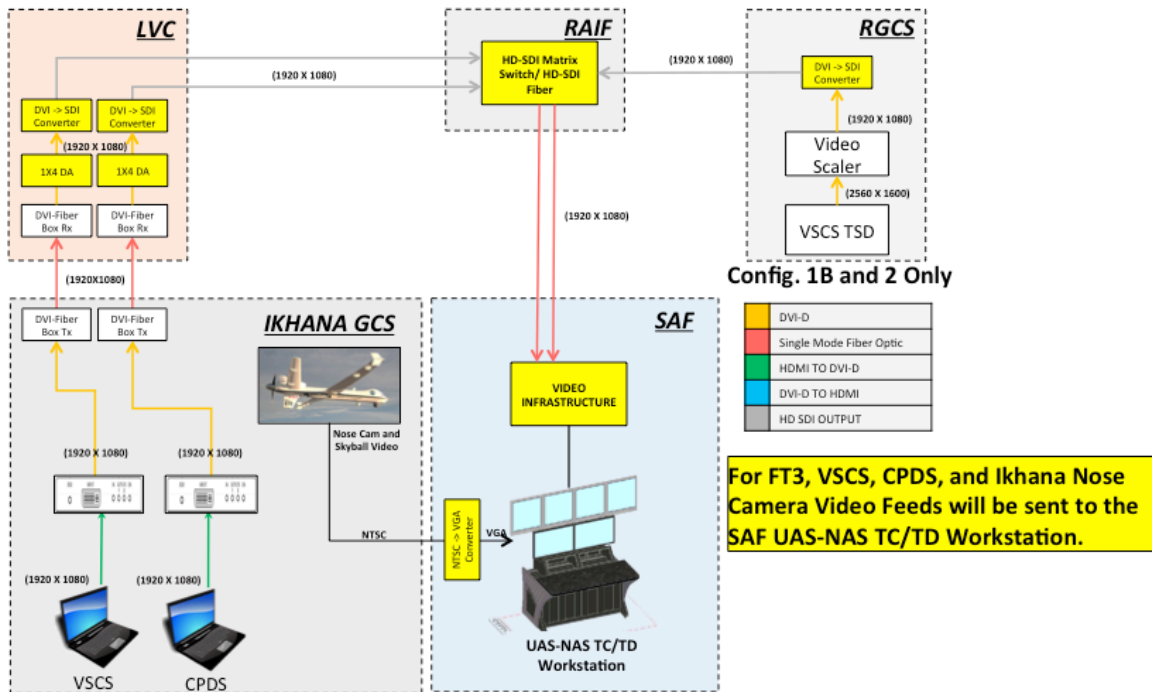 LVC
RAIF
RGCS
HD-SDI Matrix
Switch/ HD-SDI
Fiber
(1920 X 1080)
(1920 X 1080)
DVI -> SDI
Converter
DVI -> SDI
Converter
DVI -> SDI
Converter
(1920 X 1080)
(1920 X 1080)
1X4 DA
1X4 DA
Video
Scaler
(2560 X 1600)
DVI-Fiber
Box Rx
DVI-Fiber
Box Rx
(1920 X 1080)
VSCS TSD
(1920X1080)
Config. 1B and 2 Only
DVI-Fiber
Box Tx
DVI-Fiber
Box Tx
IKHANA GCS
SAF
DVI-D
Single Mode Fiber Optic
HDMI TO DVI-D
DVI-D TO HDMI
HD SDI OUTPUT
VIDEO
INFRASTRUCTURE
Nose Cam and
Skyball Video
(1920 X 1080)
(1920 X 1080)
For FT3, VSCS, CPDS, and Ikhana Nose
Camera Video Feeds will be sent to the
SAF UAS-NAS TC/TD Workstation.
NTSC
NTSC -> VGA
Converter
VGA
(1920 X 1080)
(1920 X 1080)
UAS-NAS TC/TD
Workstation
VSCS
CPDS